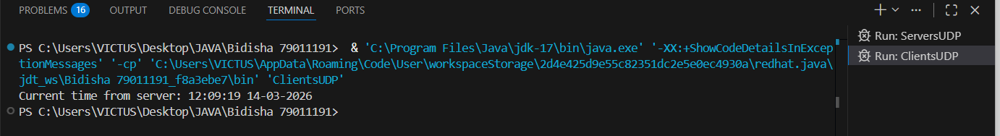 PROBLEMS 16 OUTPUT DEBUG CONSOLE TERMINAL PORTS
PS C:\Users\VICTUS\Desktop\JAVA\Bidisha 79011191>  & 'C:\Program Files\Java\jdk-17\bin\java.exe' '-XX:+ShowCodeDetailsInExcep
tionMessages' '-cp' 'C:\Users\VICTUS\AppData\Roaming\Code\User\workspaceStorage\2d4e425d9e55c82351dc2e5e0ec4930a\redhat.java\
jdt_ws\Bidisha 79011191_f8a3ebe7\bin' 'ClientsUDP'
Current time from server: 12:09:19 14-03-2026
PS C:\Users\VICTUS\Desktop\JAVA\Bidisha 79011191>
Run: ServersUDP
Run: ClientsUDP